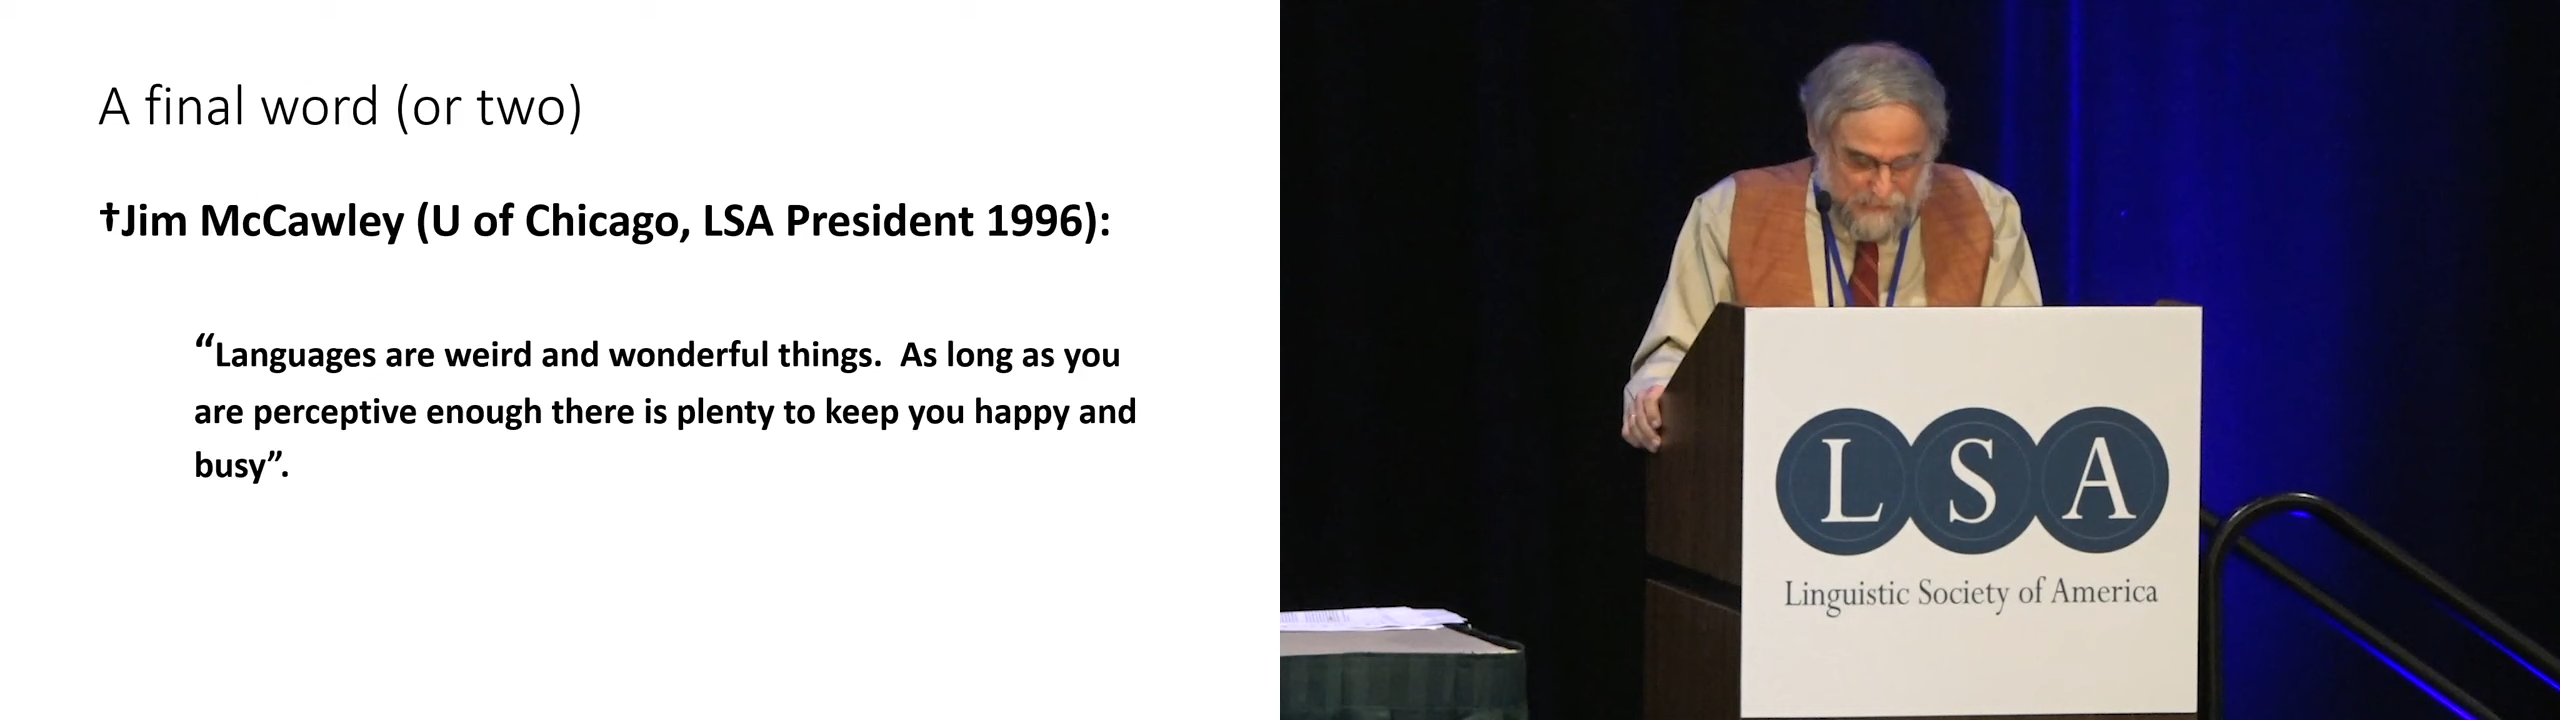 A final word (or two)
†Jim McCawley (U of Chicago, LSA President 1996):
“Languages are weird and wonderful things.  As long as you
are perceptive enough there is plenty to keep you happy and
busy”.
L S A
Linguistic Society of America